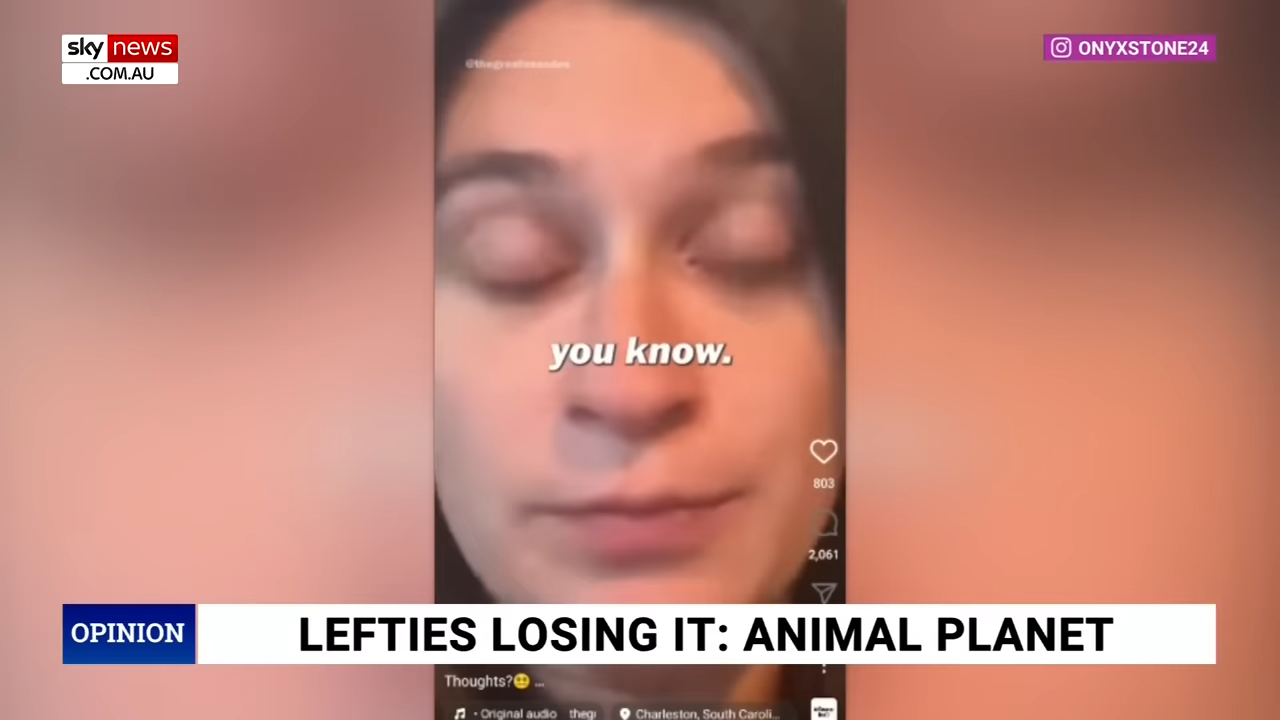 sky news
.COM.AU
ONYXSTONE24
you know.
803
2,061
OPINION
LEFTIES LOSING IT: ANIMAL PLANET
Thoughts?😐 ...
Original audio thegr
Charleston, South Caroli...